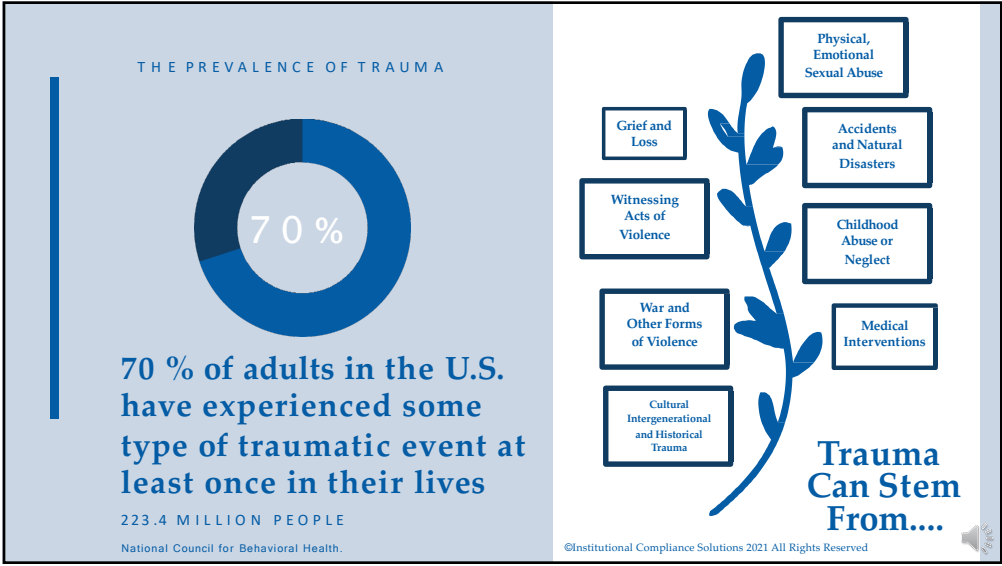 THE PREVALENCE OF TRAUMA
70%
70 % of adults in the U.S.
have experienced some
type of traumatic event at
least once in their lives
223.4 MILLION PEOPLE
National Council for Behavioral Health.
Physical,
Emotional
Sexual Abuse
Grief and
Loss
Accidents
and Natural
Disasters
Witnessing
Acts of
Violence
Childhood
Abuse or
Neglect
War and
Other Forms
of Violence
Medical
Interventions
Cultural
Intergenerational
and Historical
Trauma
Trauma
Can Stem
From....
©Institutional Compliance Solutions 2021 All Rights Reserved